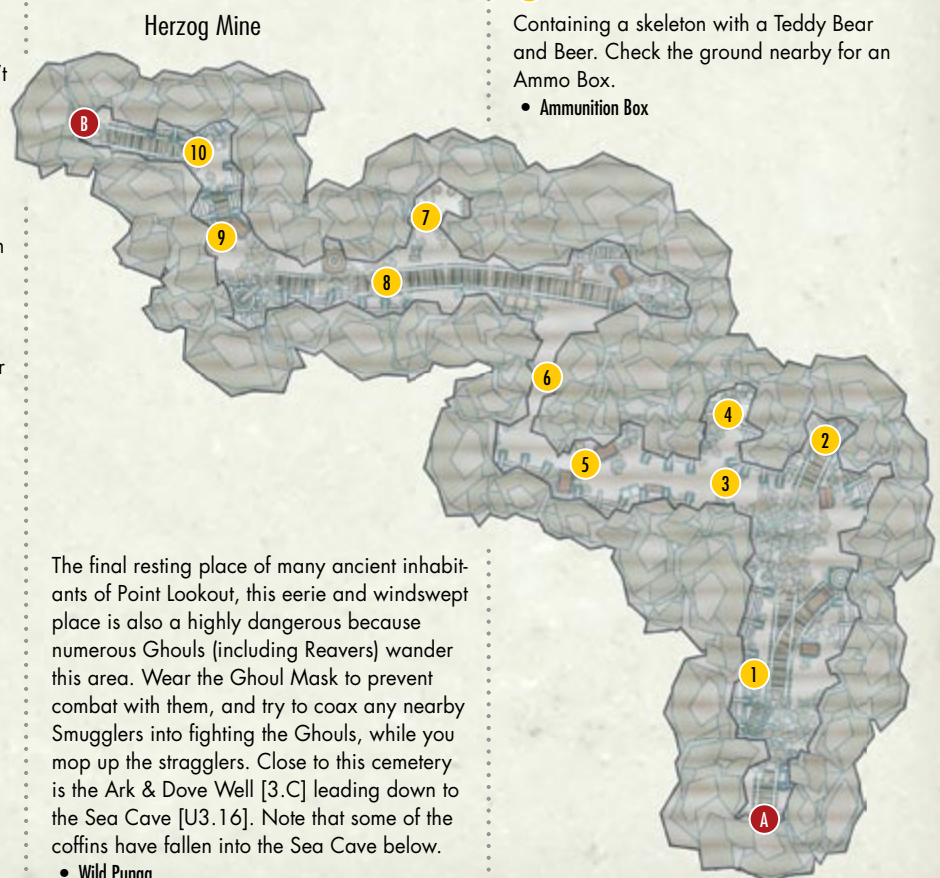 Herzog Mine
't
n
r
Containing a skeleton with a Teddy Bear
and Beer. Check the ground nearby for an
Ammo Box.
• Ammunition Box
B
10
9
7
8
6
4
2
5
3
1
A
The final resting place of many ancient inhabit-
ants of Point Lookout, this eerie and windswept
place is also a highly dangerous because
numerous Ghouls (including Reavers) wander
this area. Wear the Ghoul Mask to prevent
combat with them, and try to coax any nearby
Smugglers into fighting the Ghouls, while you
mop up the stragglers. Close to this cemetery
is the Ark & Dove Well [3.C] leading down to
the Sea Cave [U3.16]. Note that some of the
coffins have fallen into the Sea Cave below.
• Wild Punga